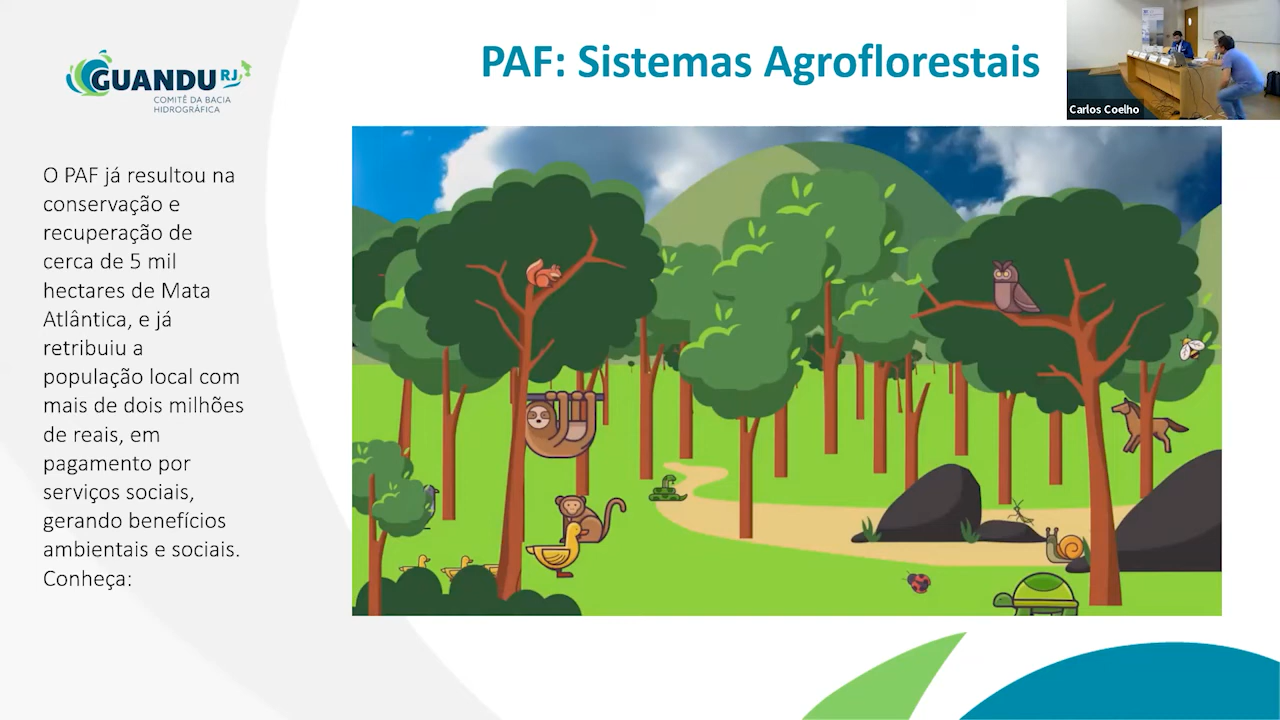 PAF: Sistemas Agroflorestais
GUANDU RJ
COMITÊ DA BACIA
HIDROGRÁFICA
Carlos Coelho
O PAF já resultou na
conservação e
recuperação de
cerca de 5 mil
hectares de Mata
Atlântica, e já
retribuiu a
população local com
mais de dois milhões
de reais, em
pagamento por
serviços sociais,
gerando benefícios
ambientais e sociais.
Conheça: